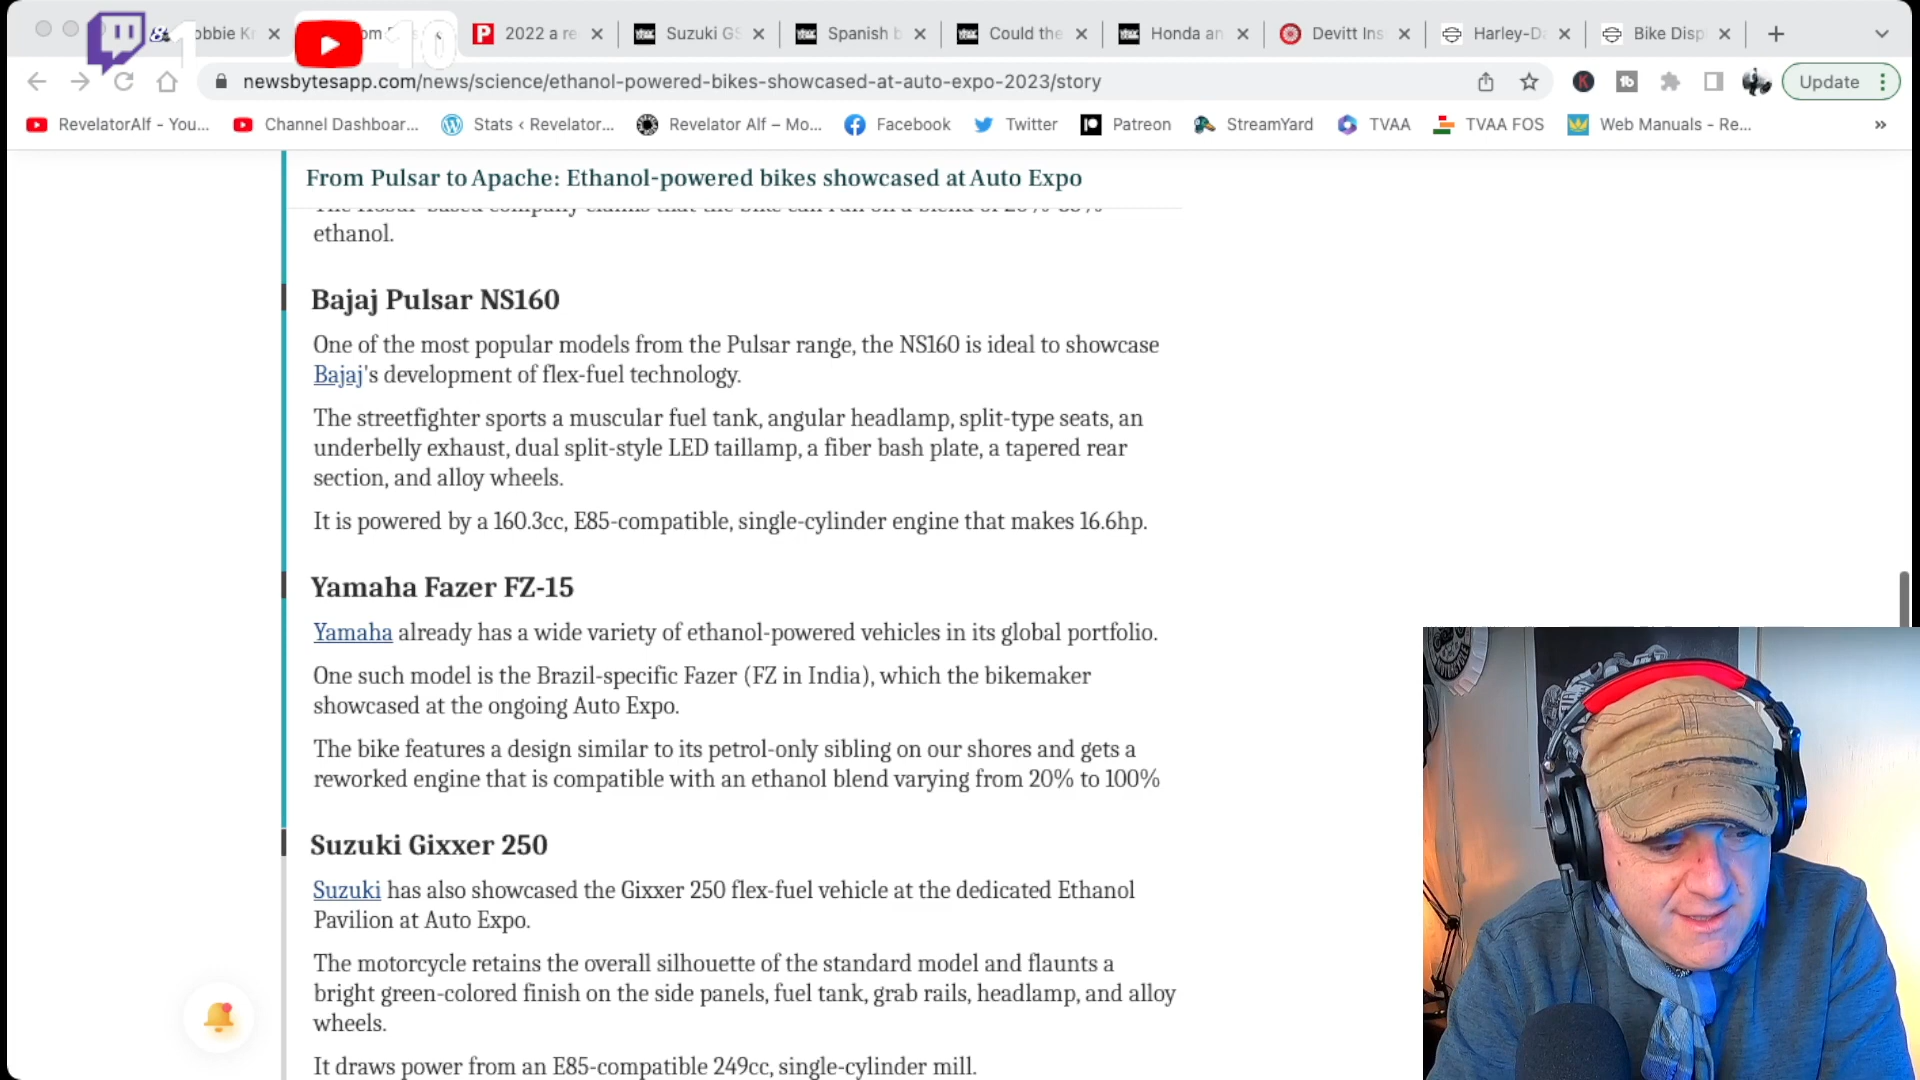 1
10
obbie Kr
om
2022 a re
Suzuki GS
Spanish b
Could the
Honda an
Devitt Ins
Harley-Da
Bike Disp
newsbytesapp.com/news/science/ethanol-powered-bikes-showcased-at-auto-expo-2023/story
Update
RevelatorAlf - You...
Channel Dashboar...
Stats ‹ Revelator...
Revelator Alf – Mo...
Facebook
Twitter
Patreon
StreamYard
TVAA
TVAA FOS
Web Manuals - Re...
»
From Pulsar to Apache: Ethanol-powered bikes showcased at Auto Expo
ethanol.
Bajaj Pulsar NS160
One of the most popular models from the Pulsar range, the NS160 is ideal to showcase
Bajaj's development of flex-fuel technology.
The streetfighter sports a muscular fuel tank, angular headlamp, split-type seats, an
underbelly exhaust, dual split-style LED taillamp, a fiber bash plate, a tapered rear
section, and alloy wheels.
It is powered by a 160.3cc, E85-compatible, single-cylinder engine that makes 16.6hp.
Yamaha Fazer FZ-15
Yamaha already has a wide variety of ethanol-powered vehicles in its global portfolio.
One such model is the Brazil-specific Fazer (FZ in India), which the bikemaker
showcased at the ongoing Auto Expo.
The bike features a design similar to its petrol-only sibling on our shores and gets a
reworked engine that is compatible with an ethanol blend varying from 20% to 100%
Suzuki Gixxer 250
Suzuki has also showcased the Gixxer 250 flex-fuel vehicle at the dedicated Ethanol
Pavilion at Auto Expo.
The motorcycle retains the overall silhouette of the standard model and flaunts a
bright green-colored finish on the side panels, fuel tank, grab rails, headlamp, and alloy
wheels.
It draws power from an E85-compatible 249cc, single-cylinder mill.